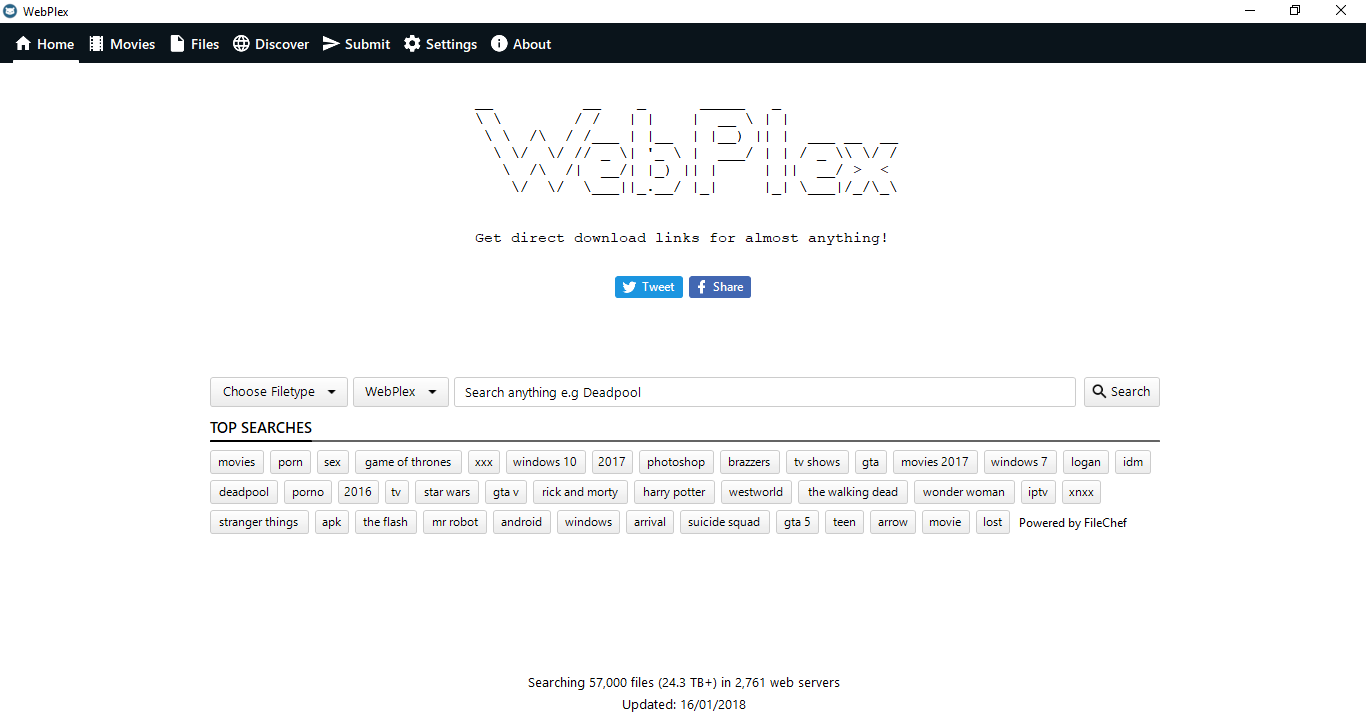 WebPlex
Home Movies Files Discover Submit Settings About
WebPlex
Get direct download links for almost anything!
Tweet Share
Choose Filetype WebPlex Search anything e.g Deadpool Search
TOP SEARCHES
movies porn sex game of thrones xxx windows 10 2017 photoshop brazzers tv shows gta movies 2017 windows 7 logan idm
deadpool porno 2016 tv star wars gta v rick and morty harry potter westworld the walking dead wonder woman iptv xnxx
stranger things apk the flash mr robot android windows arrival suicide squad gta 5 teen arrow movie lost Powered by FileChef
Searching 57,000 files (24.3 TB+) in 2,761 web servers
Updated: 16/01/2018